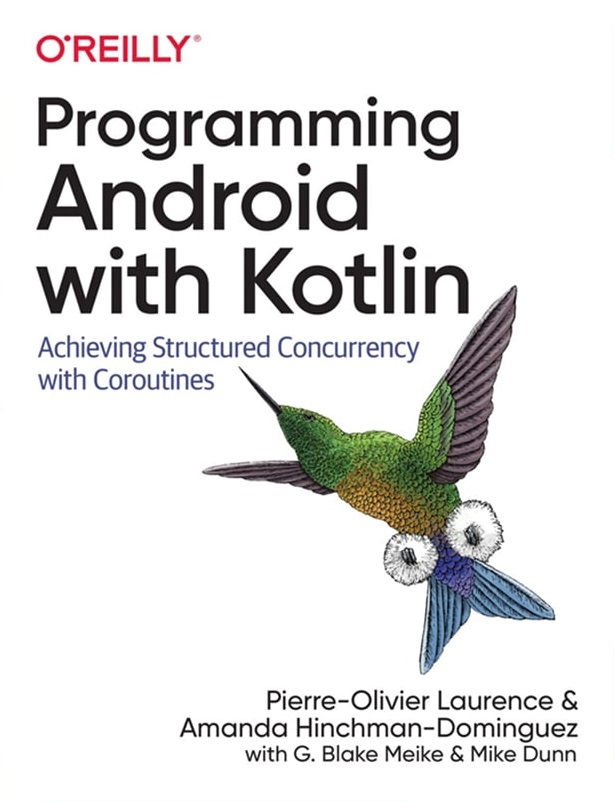 O'REILLY®
Programming
Android
with Kotlin
Achieving Structured Concurrency
with Coroutines
Pierre-Olivier Laurence &
Amanda Hinchman-Dominguez
with G. Blake Meike & Mike Dunn